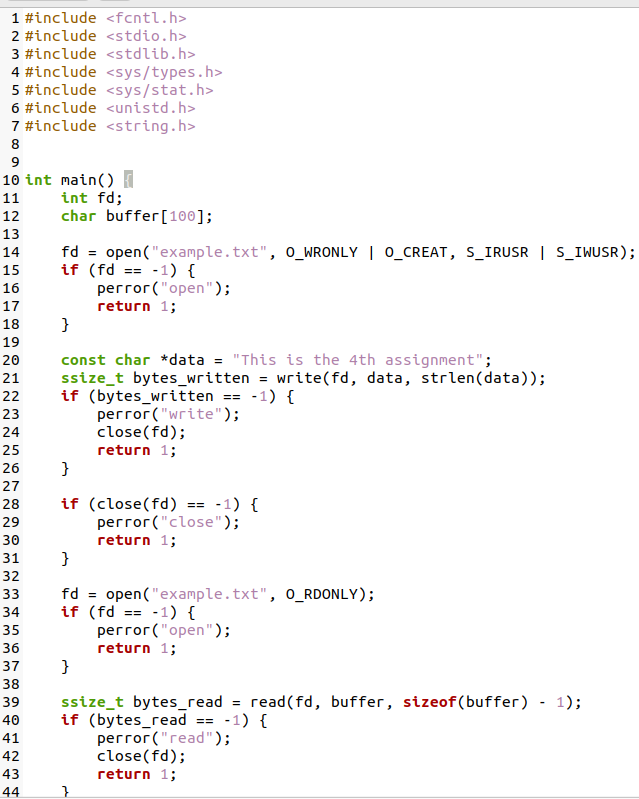 1 #include <fcntl.h>
2 #include <stdio.h>
3 #include <stdlib.h>
4 #include <sys/types.h>
5 #include <sys/stat.h>
6 #include <unistd.h>
7 #include <string.h>
8
9
10 int main() {
11     int fd;
12     char buffer[100];
13
14     fd = open("example.txt", O_WRONLY | O_CREAT, S_IRUSR | S_IWUSR);
15     if (fd == -1) {
16         perror("open");
17         return 1;
18     }
19
20     const char *data = "This is the 4th assignment";
21     ssize_t bytes_written = write(fd, data, strlen(data));
22     if (bytes_written == -1) {
23         perror("write");
24         close(fd);
25         return 1;
26     }
27
28     if (close(fd) == -1) {
29         perror("close");
30         return 1;
31     }
32
33     fd = open("example.txt", O_RDONLY);
34     if (fd == -1) {
35         perror("open");
36         return 1;
37     }
38
39     ssize_t bytes_read = read(fd, buffer, sizeof(buffer) - 1);
40     if (bytes_read == -1) {
41         perror("read");
42         close(fd);
43         return 1;
44     }